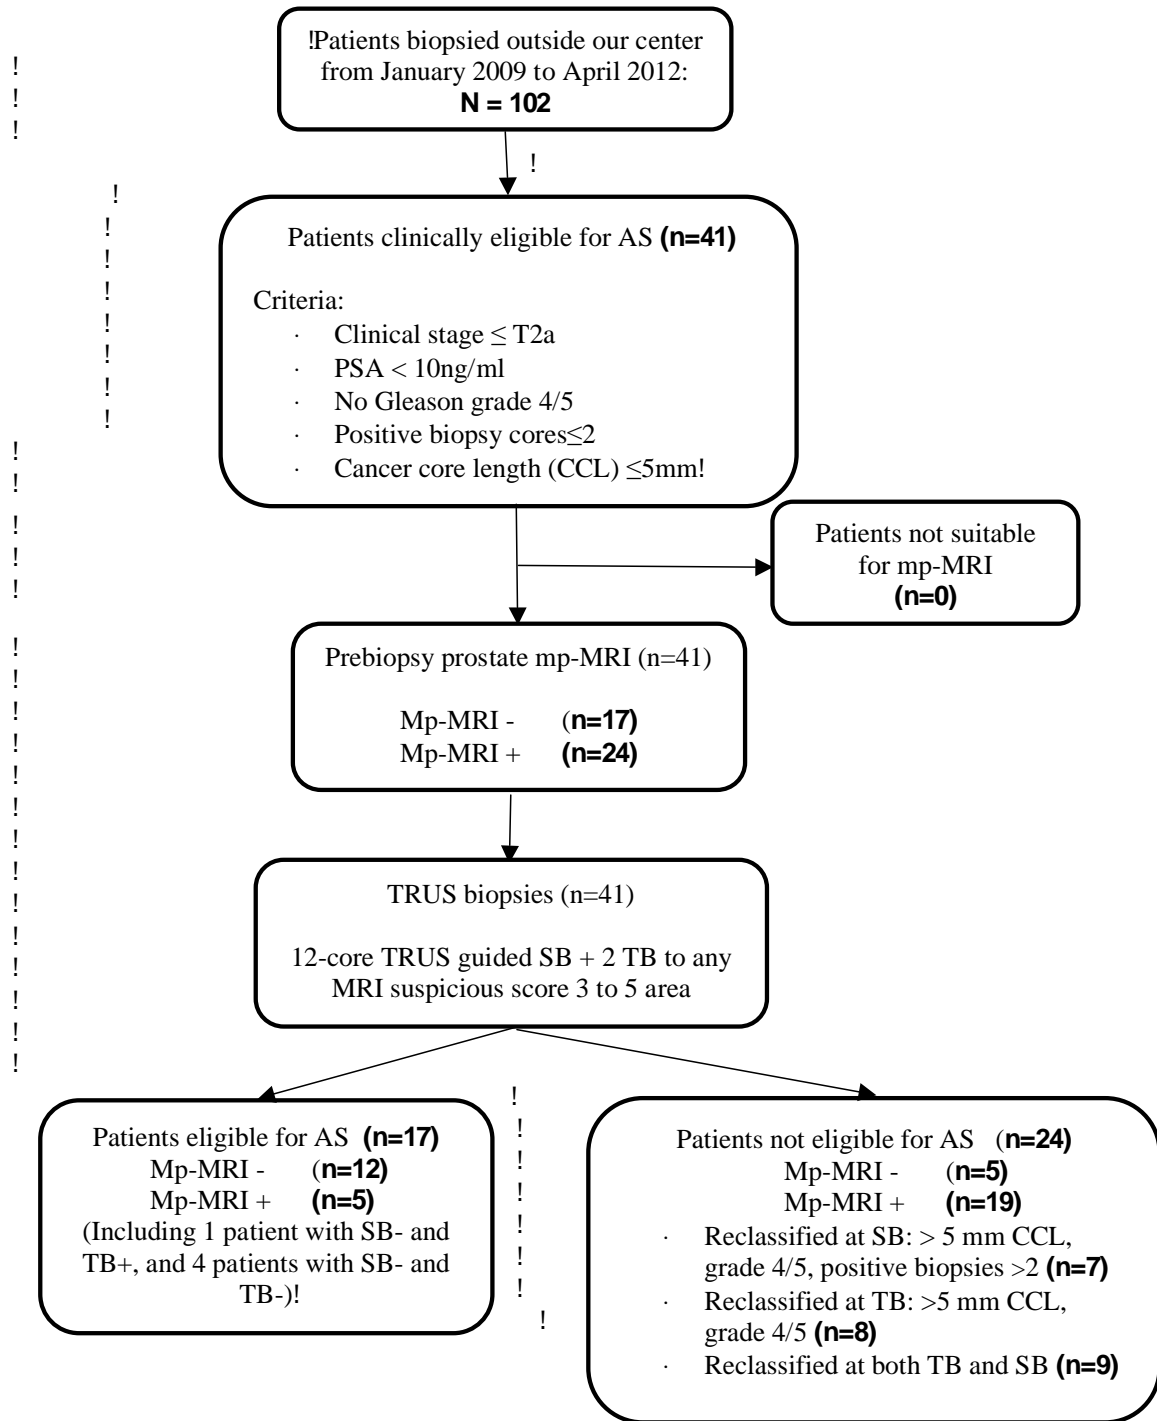 !Patients biopsied outside our center
from January 2009 to April 2012:
N = 102
!
!
!
!
!
!
!
!
!
!
!
!
!
Patients clinically eligible for AS (n=41)
Criteria:
· Clinical stage ≤ T2a
· PSA < 10ng/ml
· No Gleason grade 4/5
· Positive biopsy cores≤2
· Cancer core length (CCL) ≤5mm!
!
!
!
!
!
Patients not suitable
for mp-MRI
(n=0)
Prebiopsy prostate mp-MRI (n=41)
Mp-MRI - (n=17)
Mp-MRI + (n=24)
!
!
!
!
!
!
!
!
!
!
!
!
!
!
TRUS biopsies (n=41)
12-core TRUS guided SB + 2 TB to any
MRI suspicious score 3 to 5 area
Patients eligible for AS (n=17)
Mp-MRI - (n=12)
Mp-MRI + (n=5)
(Including 1 patient with SB- and
TB+, and 4 patients with SB- and
TB-)!
!
!
!
!
!
!
!
!
Patients not eligible for AS (n=24)
Mp-MRI - (n=5)
Mp-MRI + (n=19)
· Reclassified at SB: > 5 mm CCL,
grade 4/5, positive biopsies >2 (n=7)
· Reclassified at TB: >5 mm CCL,
grade 4/5 (n=8)
· Reclassified at both TB and SB (n=9)